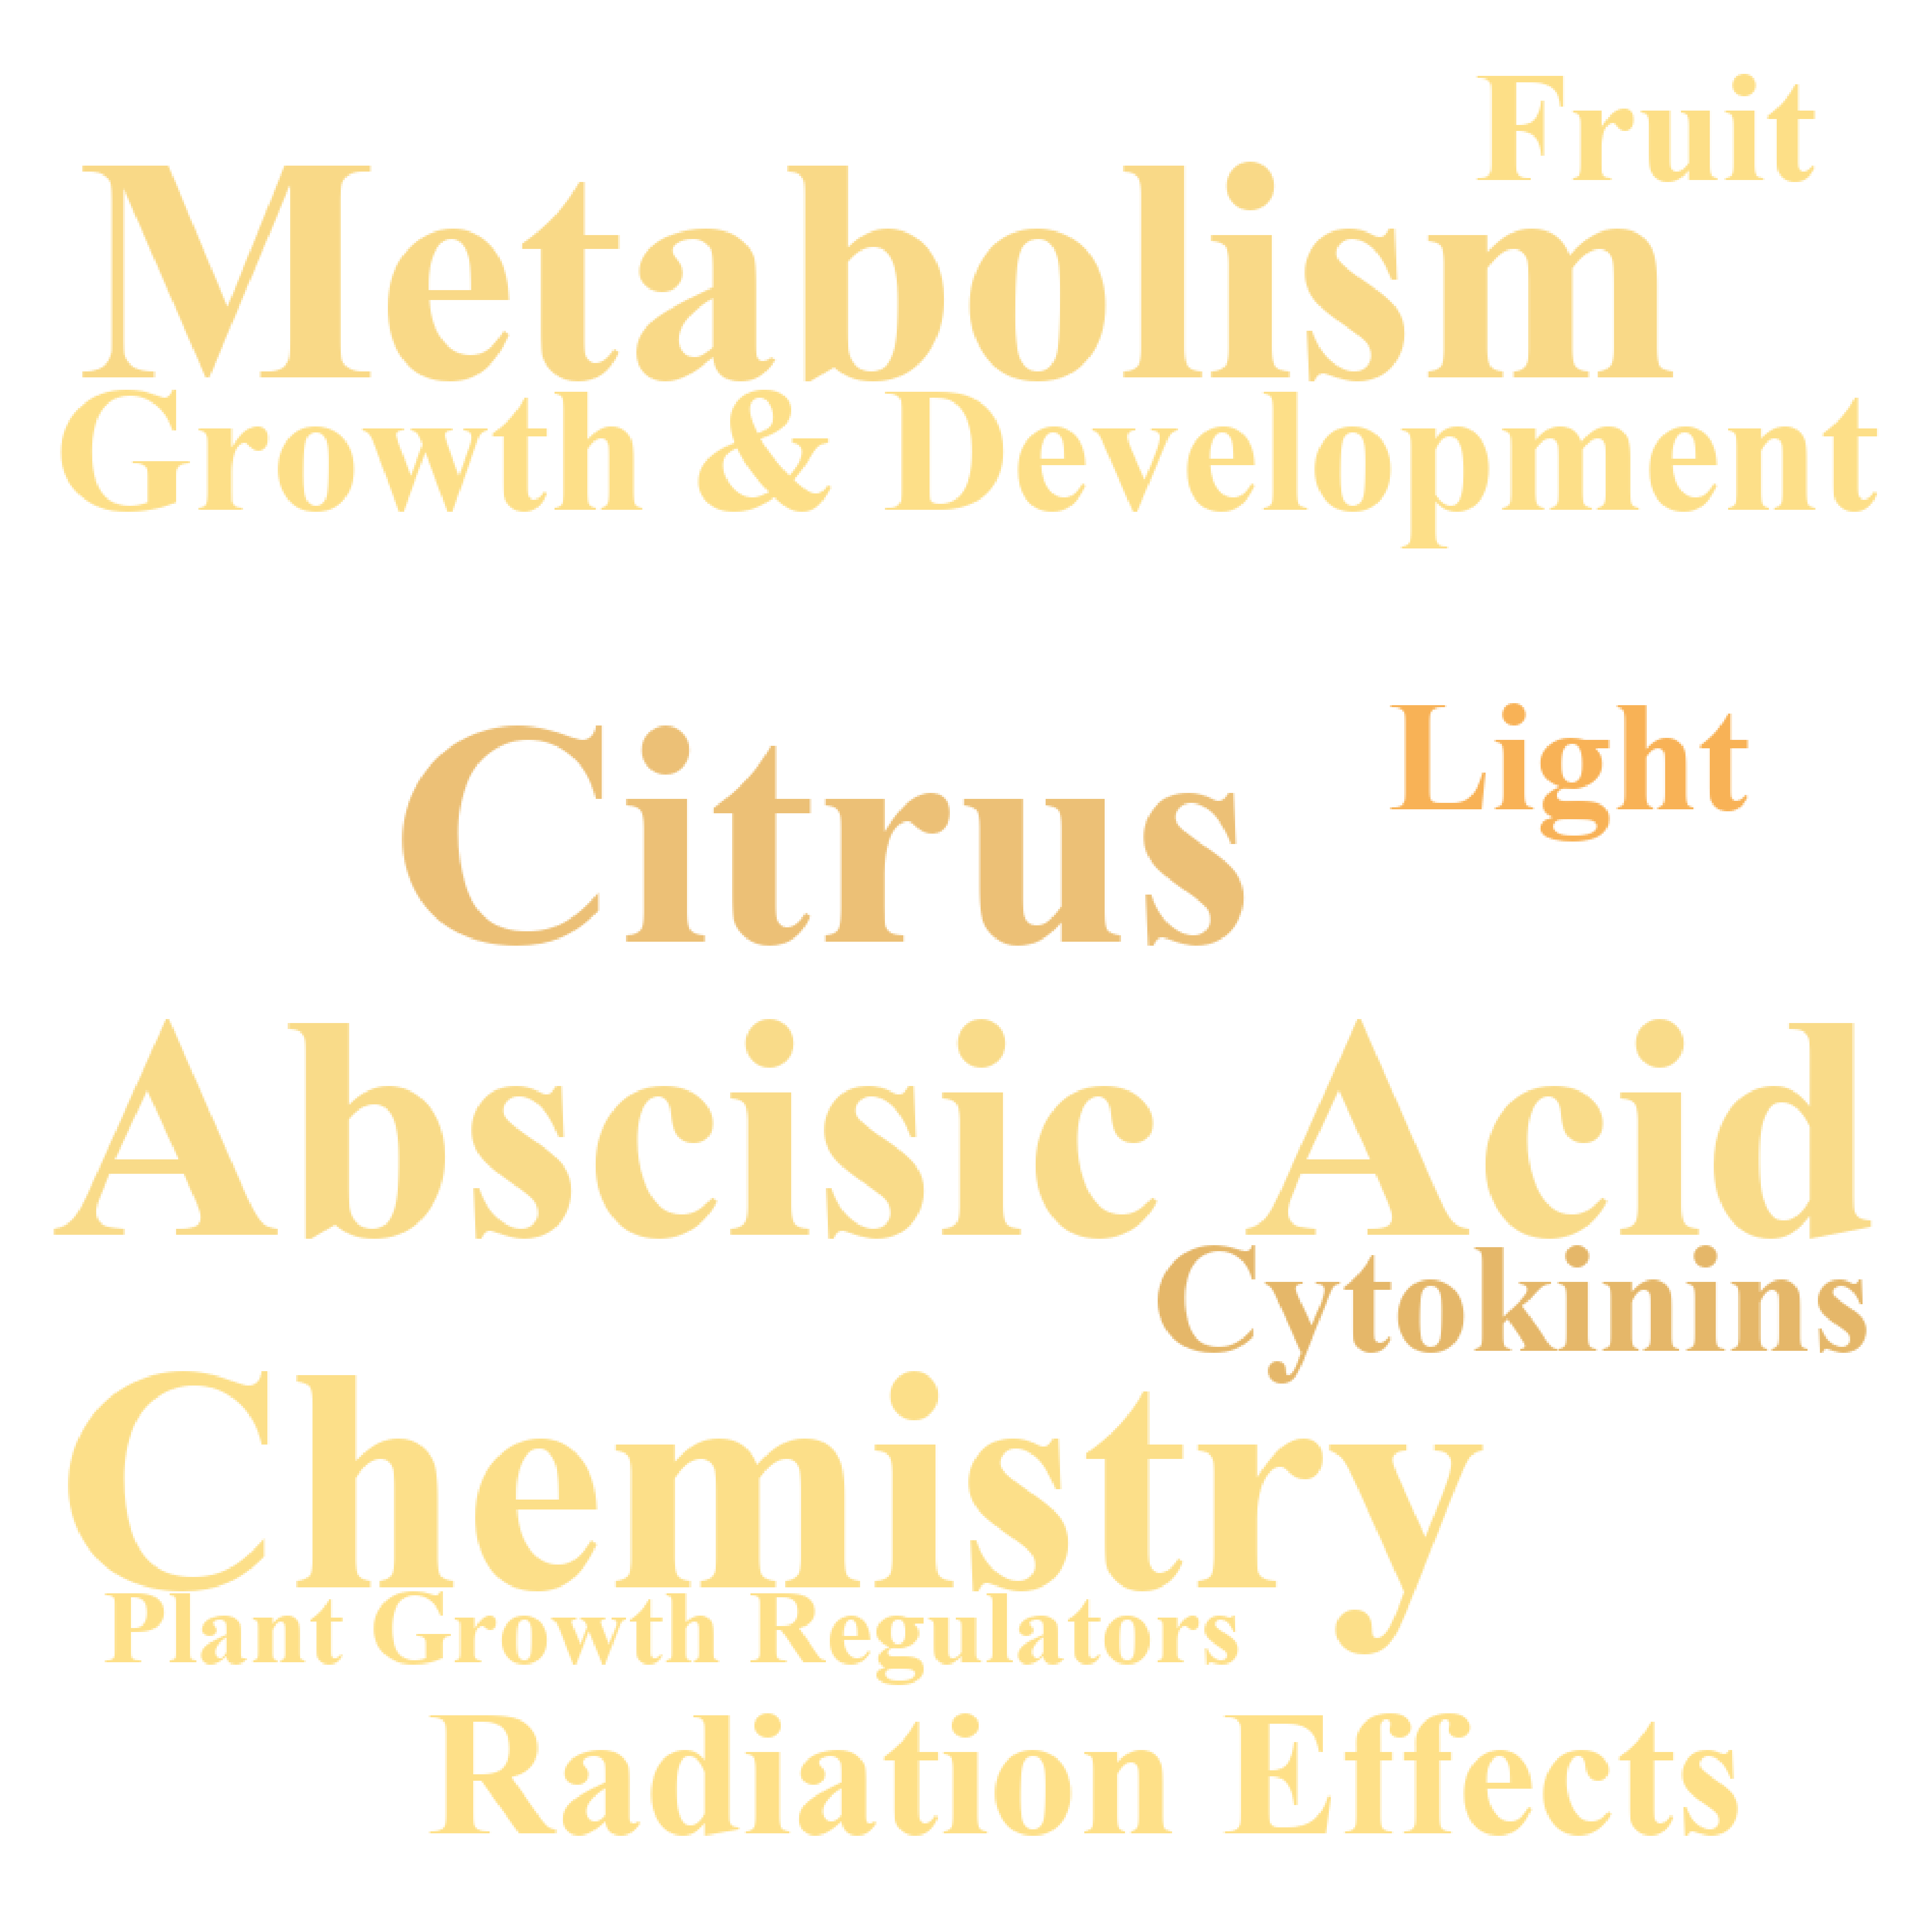 Fruit
Metabolism
Growth & Development
Light
Citrus
Abscisic Acid
Cytokinins
Chemistry
Plant Growth Regulators
Radiation Effects